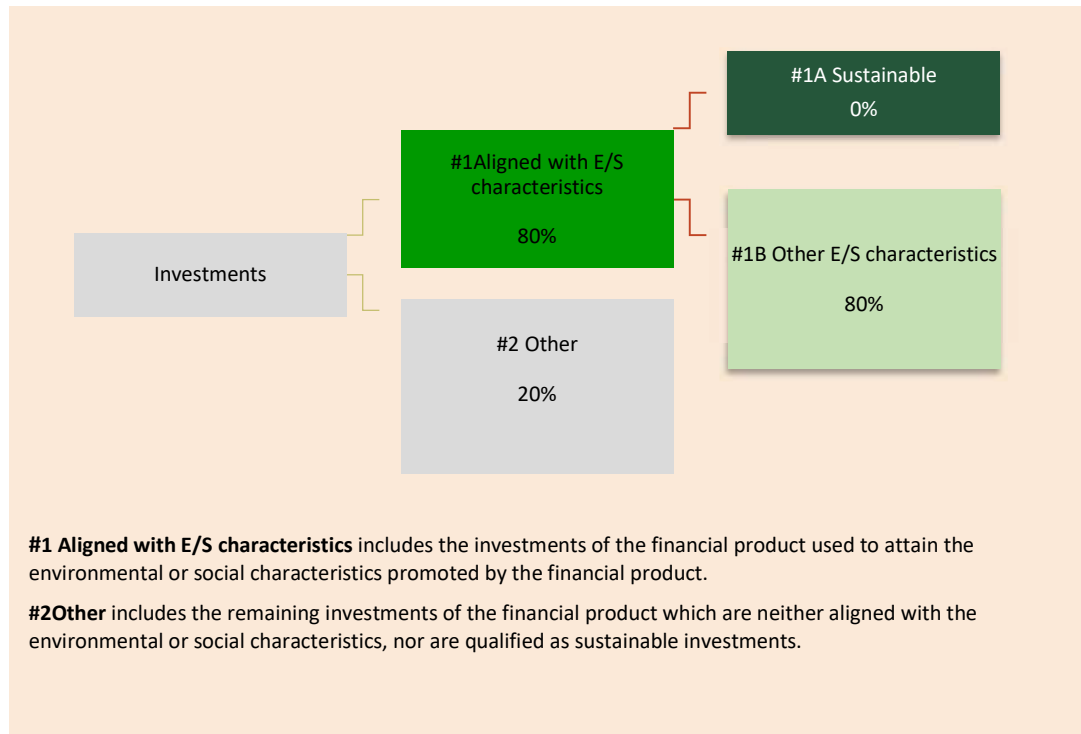 #1A Sustainable
0%
#1Aligned with E/S
characteristics
80%
Investments
#1B Other E/S characteristics
80%
#2 Other
20%
#1 Aligned with E/S characteristics includes the investments of the financial product used to attain the
environmental or social characteristics promoted by the financial product.
#2Other includes the remaining investments of the financial product which are neither aligned with the
environmental or social characteristics, nor are qualified as sustainable investments.